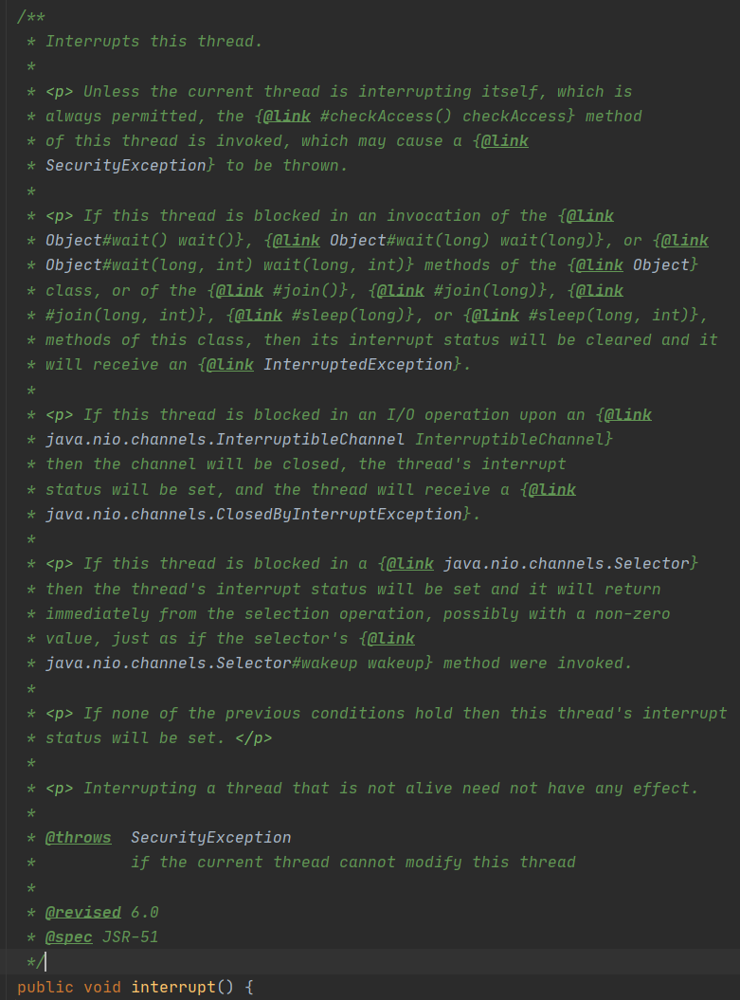 /**
 * Interrupts this thread.
 *
 * <p> Unless the current thread is interrupting itself, which is
 * always permitted, the {@link #checkAccess() checkAccess} method
 * of this thread is invoked, which may cause a {@link
 * SecurityException} to be thrown.
 *
 * <p> If this thread is blocked in an invocation of the {@link
 * Object#wait() wait()}, {@link Object#wait(long) wait(long)}, or {@link
 * Object#wait(long, int) wait(long, int)} methods of the {@link Object}
 * class, or of the {@link #join()}, {@link #join(long)}, {@link
 * #join(long, int)}, {@link #sleep(long)}, or {@link #sleep(long, int)},
 * methods of this class, then its interrupt status will be cleared and it
 * will receive an {@link InterruptedException}.
 *
 * <p> If this thread is blocked in an I/O operation upon an {@link
 * java.nio.channels.InterruptibleChannel InterruptibleChannel}
 * then the channel will be closed, the thread's interrupt
 * status will be set, and the thread will receive a {@link
 * java.nio.channels.ClosedByInterruptException}.
 *
 * <p> If this thread is blocked in a {@link java.nio.channels.Selector}
 * then the thread's interrupt status will be set and it will return
 * immediately from the selection operation, possibly with a non-zero
 * value, just as if the selector's {@link
 * java.nio.channels.Selector#wakeup wakeup} method were invoked.
 *
 * <p> If none of the previous conditions hold then this thread's interrupt
 * status will be set. </p>
 *
 * <p> Interrupting a thread that is not alive need not have any effect.
 *
 * @throws  SecurityException
 *          if the current thread cannot modify this thread
 *
 * @revised 6.0
 * @spec JSR-51
 */
public void interrupt() {